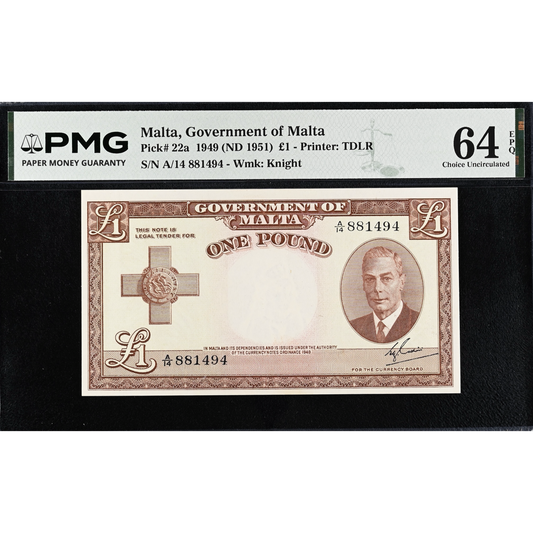 PMG
PAPER MONEY GUARANTY
Malta, Government of Malta
Pick# 22a 1949 (ND 1951) £1 - Printer: TDLR
S/N A/14 881494 - Wmk: Knight
64
EPQ
Choice Uncirculated
£1
GOVERNMENT OF
MALTA
£1
THIS NOTE IS
LEGAL TENDER FOR
ONE POUND
A/14 881494
£1
A/14 881494
IN MALTA AND ITS DEPENDENCIES AND IS ISSUED UNDER THE AUTHORITY
OF THE CURRENCY NOTES ORDINANCE 1949.
FOR THE CURRENCY BOARD.